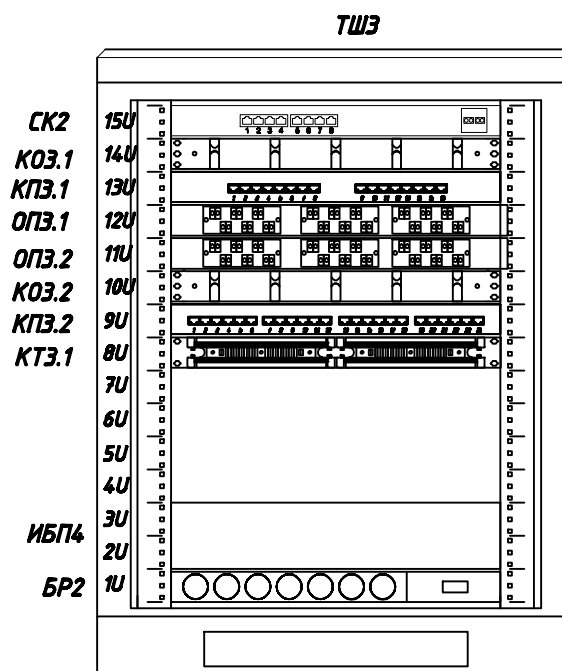 ТШ3
СК2 15U
1 2 3 4 5 6 7 8
КО3.1 14U
КП3.1 13U
ОП3.1 12U
ОП3.2 11U
КО3.2 10U
КП3.2 9U
КТ3.1 8U
7U
6U
5U
4U
3U
ИБП4
2U
БР2 1U